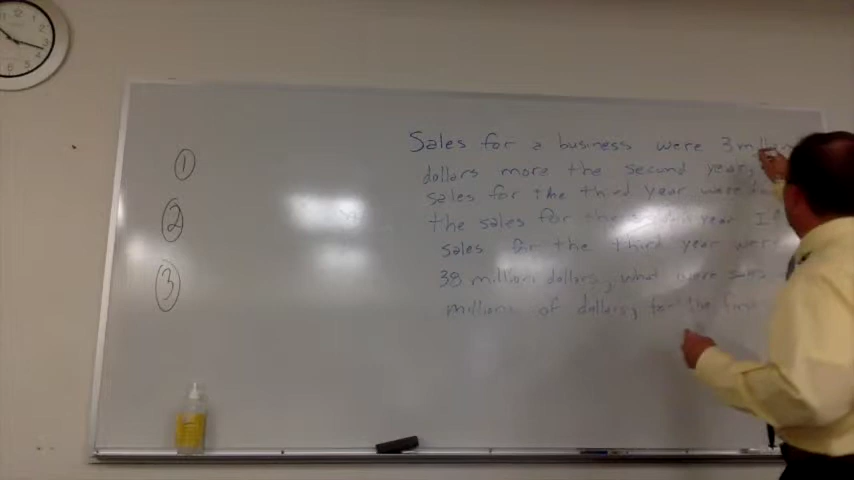 1
2
3
Sales for a business were 3 million
dollars more the second year,
sales for the third year were
the sales for the year If
sales for the third year were
38 million dollars, what were sales
millions of dollars, for the first